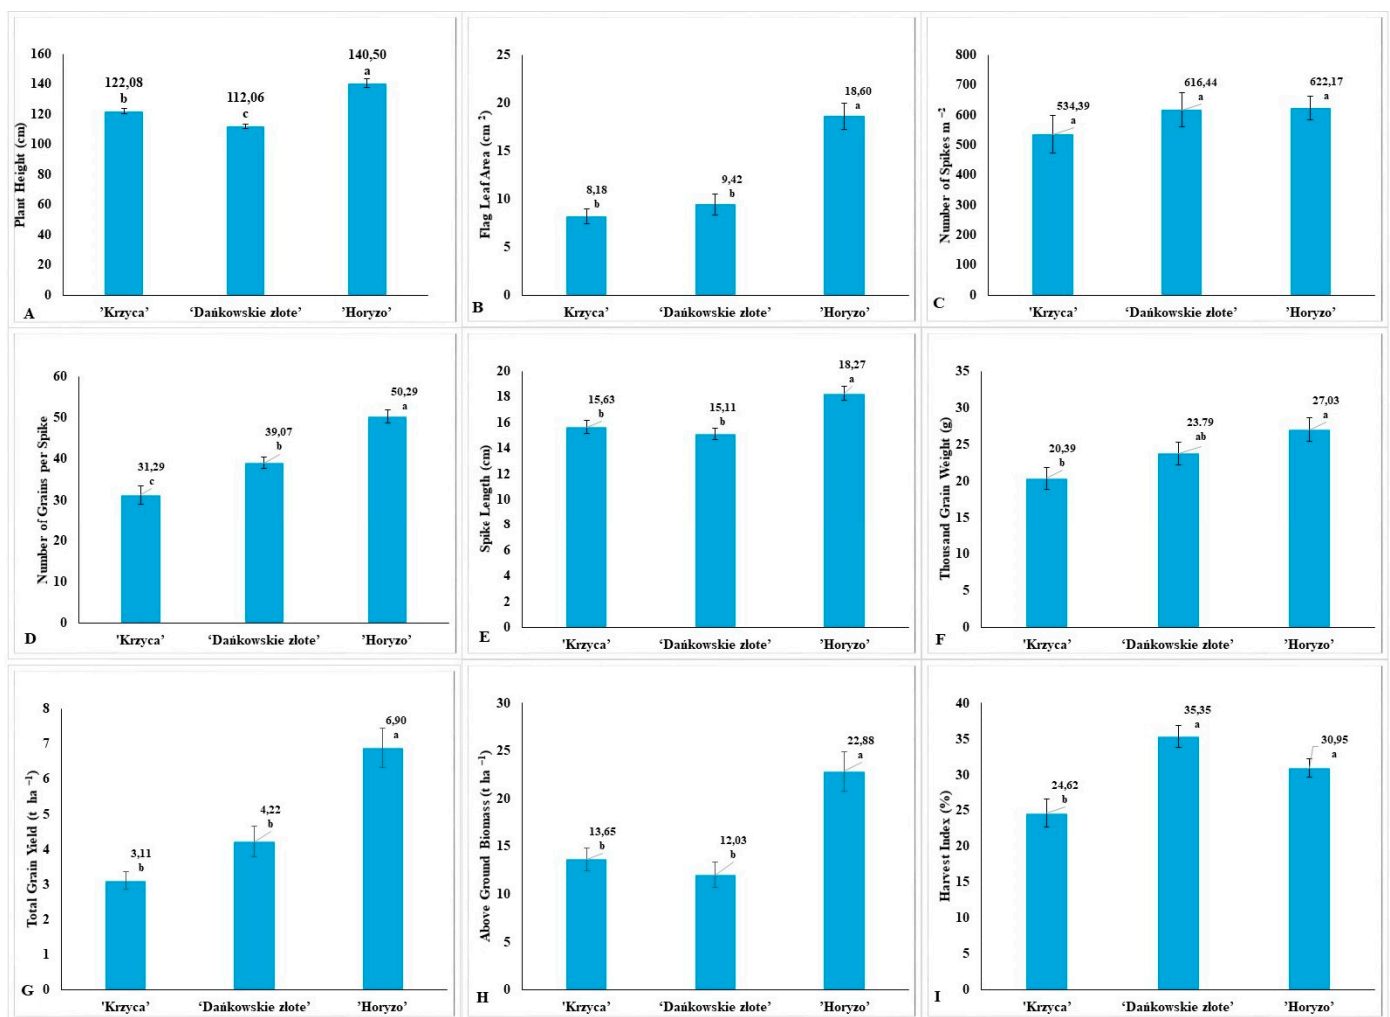 Plant Height (cm)
160
140
120
100
80
60
40
20
0
122,08
b
112,06
c
140,50
a
’Krzyca’
‘Dańkowskie złote’
’Horyzo’
A
Flag Leaf Area (cm ²)
25
20
15
10
5
0
8,18
b
9,42
b
18,60
a
Krzyca’
‘Dańkowskie złote’
’Horyzo’
B
Number of Spikes m ⁻²
800
700
600
500
400
300
200
100
0
534,39
a
616,44
a
622,17
a
'Krzyca’
‘Dańkowskie złote’
’Horyzo’
C
Number of Grains per Spike
60
50
40
30
20
10
0
31,29
c
39,07
b
50,29
a
'Krzyca’
‘Dańkowskie złote’
’Horyzo’
D
Spike Length (cm)
20
18
16
14
12
10
8
6
4
2
0
15,63
b
15,11
b
18,27
a
'Krzyca’
‘Dańkowskie złote’
’Horyzo’
E
Thousand Grain Weight (g)
35
30
25
20
15
10
5
0
20,39
b
23.79
ab
27,03
a
'Krzyca’
‘Dańkowskie złote’
’Horyzo’
F
Total Grain Yield (t ha ⁻¹)
8
7
6
5
4
3
2
1
0
3,11
b
4,22
b
6,90
a
'Krzyca’
‘Dańkowskie złote’
’Horyzo’
G
Above Ground Biomass (t ha ⁻¹)
30
25
20
15
10
5
0
13,65
b
12,03
b
22,88
a
'Krzyca’
‘Dańkowskie złote’
’Horyzo’
H
Harvest Index (%)
40
35
30
25
20
15
10
5
0
24,62
b
35,35
a
30,95
a
'Krzyca’
‘Dańkowskie złote’
’Horyzo’
I